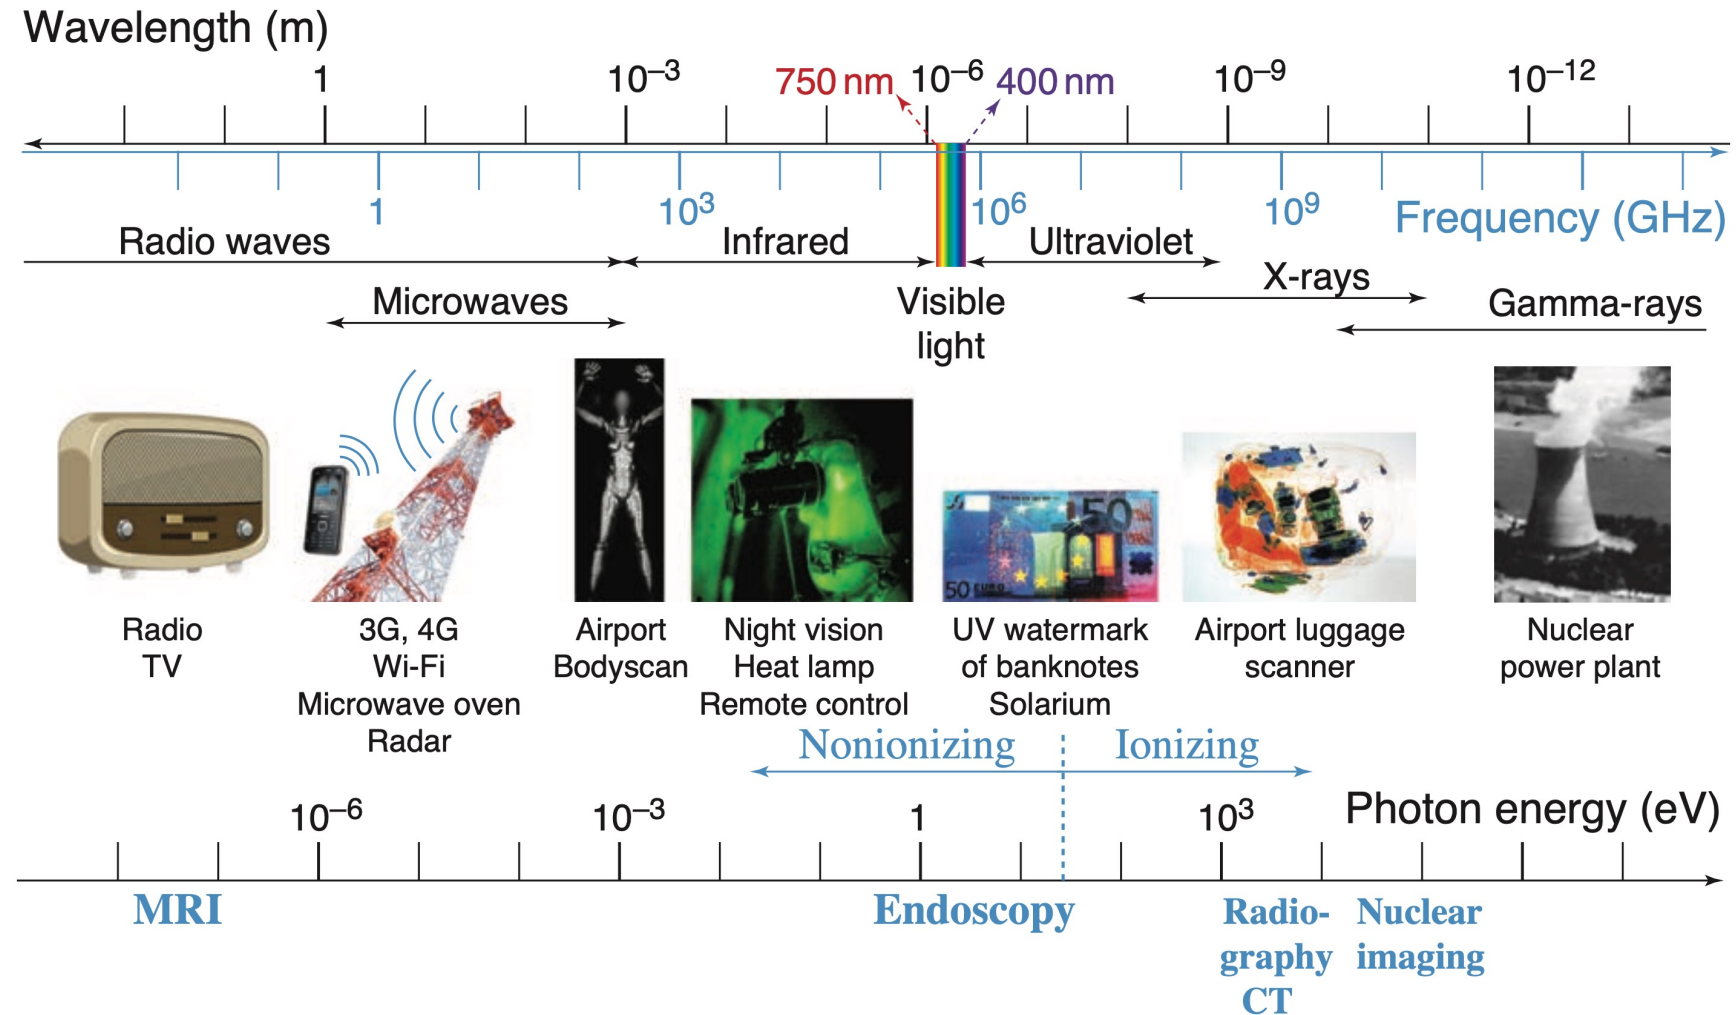 Wavelength (m)
1 10–3 750 nm 10–6 400 nm 10–9 10–12
1 103 106 109 Frequency (GHz)
Radio waves Infrared Ultraviolet
X-rays
Microwaves Visible Gamma-rays
light
50
50 EURO
Radio 3G, 4G Airport Night vision UV watermark Airport luggage Nuclear
TV Wi-Fi Bodyscan Heat lamp of banknotes scanner power plant
Microwave oven Remote control Solarium
Radar Nonionizing Ionizing
10–6 10–3 1 103 Photon energy (eV)
MRI Endoscopy Radio- Nuclear
graphy imaging
CT